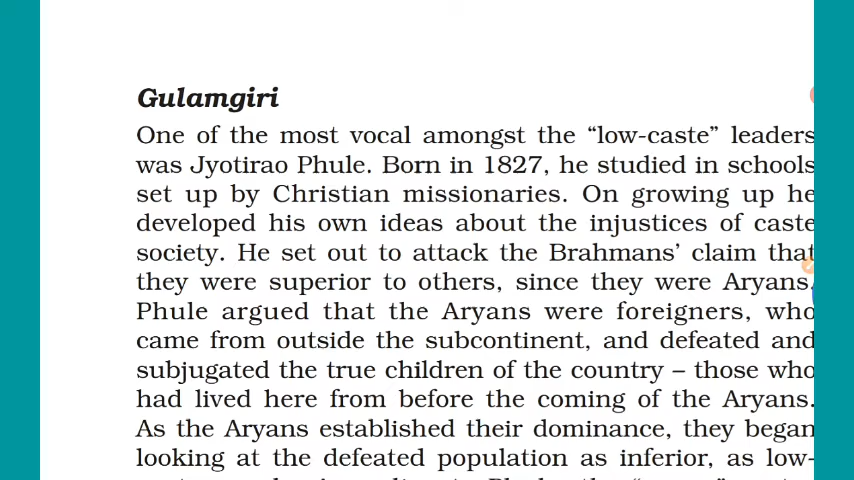 Gulamgiri
One of the most vocal amongst the “low-caste” leaders
was Jyotirao Phule. Born in 1827, he studied in schools
set up by Christian missionaries. On growing up he
developed his own ideas about the injustices of caste
society. He set out to attack the Brahmans’ claim that
they were superior to others, since they were Aryans.
Phule argued that the Aryans were foreigners, who
came from outside the subcontinent, and defeated and
subjugated the true children of the country – those who
had lived here from before the coming of the Aryans.
As the Aryans established their dominance, they began
looking at the defeated population as inferior, as low-